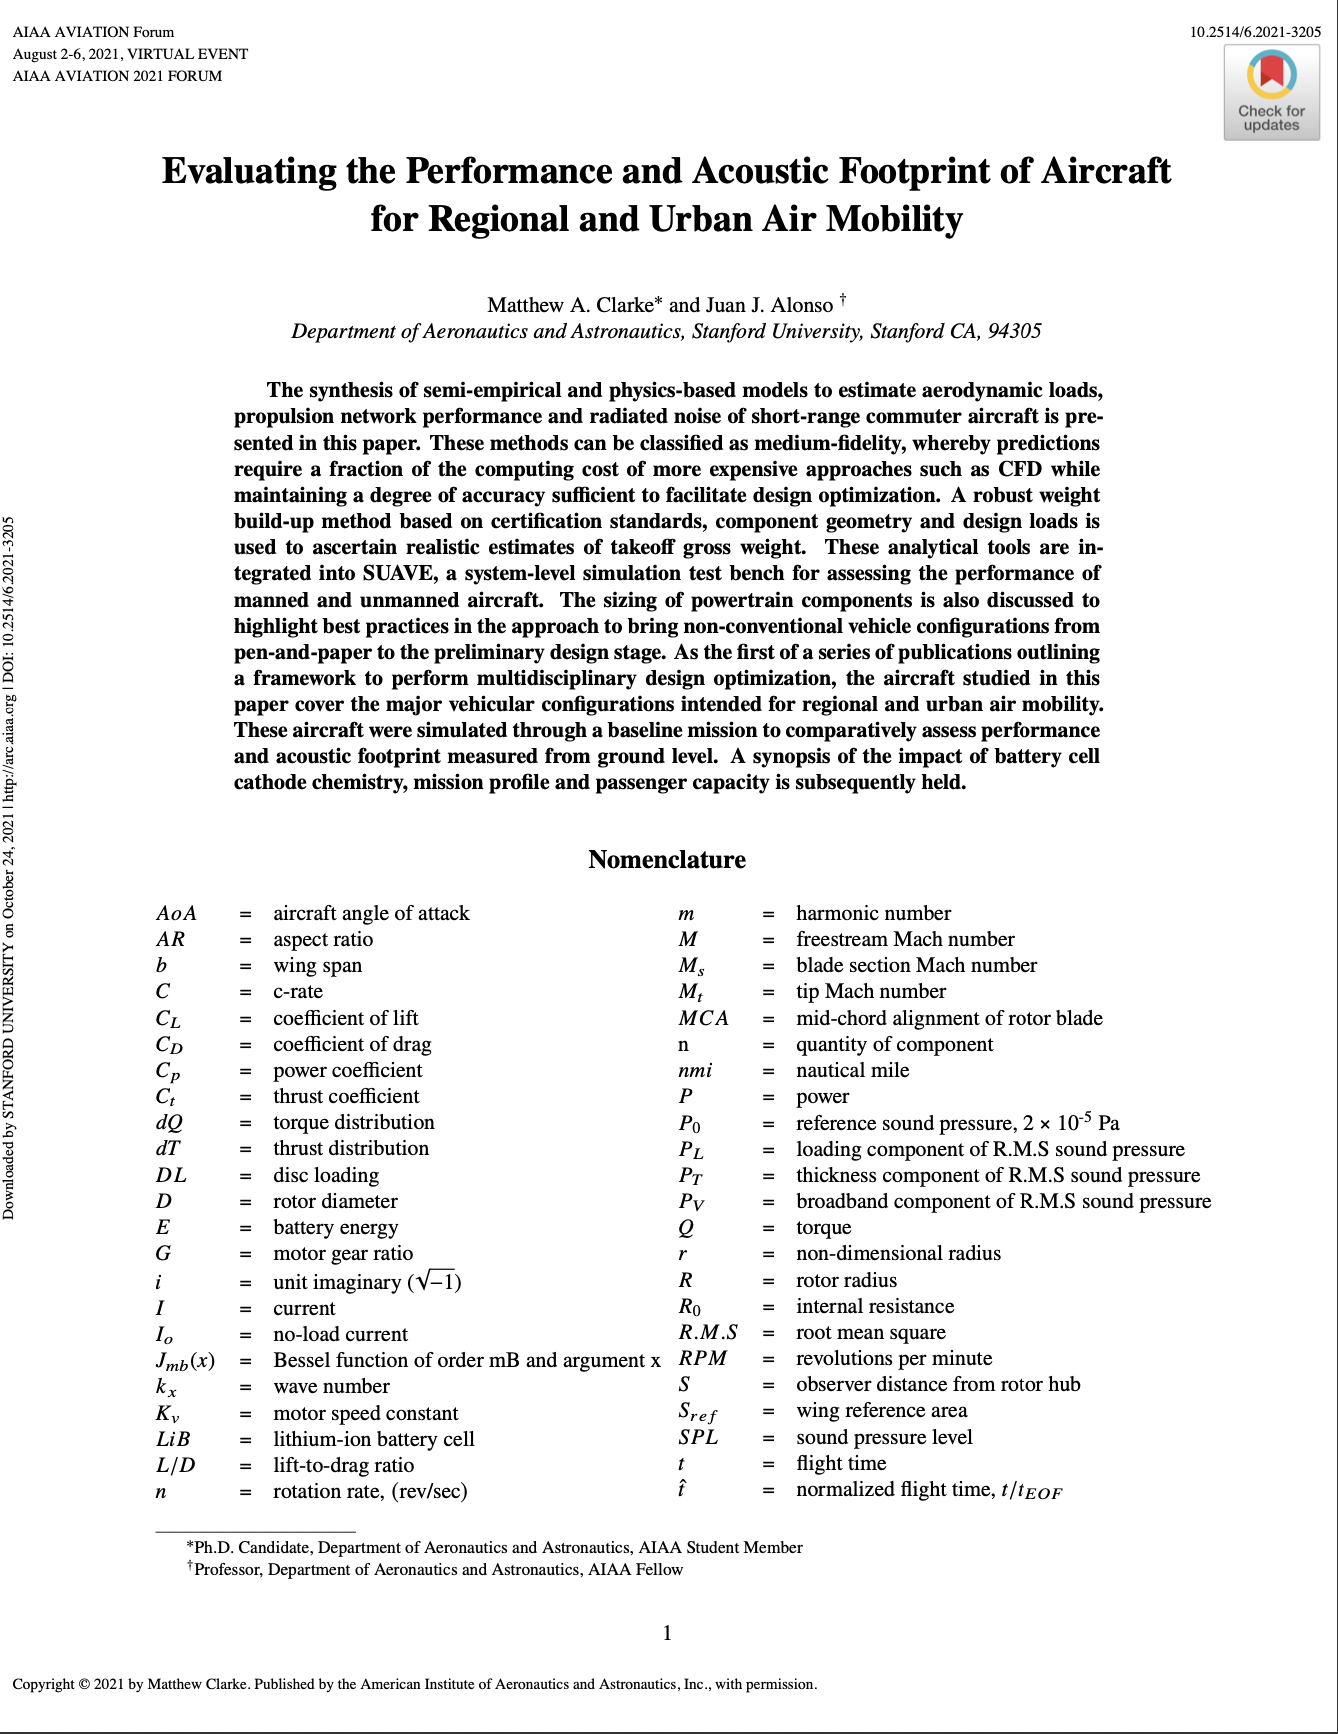 AIAA AVIATION Forum
August 2-6, 2021, VIRTUAL EVENT
AIAA AVIATION 2021 FORUM
10.2514/6.2021-3205
Check for
updates
Evaluating the Performance and Acoustic Footprint of Aircraft
for Regional and Urban Air Mobility
Matthew A. Clarke* and Juan J. Alonso †
Department of Aeronautics and Astronautics, Stanford University, Stanford CA, 94305
The synthesis of semi-empirical and physics-based models to estimate aerodynamic loads,
propulsion network performance and radiated noise of short-range commuter aircraft is pre-
sented in this paper. These methods can be classified as medium-fidelity, whereby predictions
require a fraction of the computing cost of more expensive approaches such as CFD while
maintaining a degree of accuracy sufficient to facilitate design optimization. A robust weight
build-up method based on certification standards, component geometry and design loads is
used to ascertain realistic estimates of takeoff gross weight. These analytical tools are in-
tegrated into SUAVE, a system-level simulation test bench for assessing the performance of
manned and unmanned aircraft. The sizing of powertrain components is also discussed to
highlight best practices in the approach to bring non-conventional vehicle configurations from
pen-and-paper to the preliminary design stage. As the first of a series of publications outlining
a framework to perform multidisciplinary design optimization, the aircraft studied in this
paper cover the major vehicular configurations intended for regional and urban air mobility.
These aircraft were simulated through a baseline mission to comparatively assess performance
and acoustic footprint measured from ground level. A synopsis of the impact of battery cell
cathode chemistry, mission profile and passenger capacity is subsequently held.
Nomenclature
AoA = aircraft angle of attack
AR = aspect ratio
b = wing span
C = c-rate
C_L = coefficient of lift
C_D = coefficient of drag
C_p = power coefficient
C_t = thrust coefficient
dQ = torque distribution
dT = thrust distribution
DL = disc loading
D = rotor diameter
E = battery energy
G = motor gear ratio
i = unit imaginary (√−1)
I = current
I_o = no-load current
J_mb(x) = Bessel function of order mB and argument x
k_x = wave number
K_v = motor speed constant
LiB = lithium-ion battery cell
L/D = lift-to-drag ratio
n = rotation rate, (rev/sec)
m = harmonic number
M = freestream Mach number
M_s = blade section Mach number
M_t = tip Mach number
MCA = mid-chord alignment of rotor blade
n = quantity of component
nmi = nautical mile
P = power
P_0 = reference sound pressure, 2 × 10^-5 Pa
P_L = loading component of R.M.S sound pressure
P_T = thickness component of R.M.S sound pressure
P_V = broadband component of R.M.S sound pressure
Q = torque
r = non-dimensional radius
R = rotor radius
R_0 = internal resistance
R.M.S = root mean square
RPM = revolutions per minute
S = observer distance from rotor hub
S_ref = wing reference area
SPL = sound pressure level
t = flight time
t̂ = normalized flight time, t/t_EOF
*Ph.D. Candidate, Department of Aeronautics and Astronautics, AIAA Student Member
†Professor, Department of Aeronautics and Astronautics, AIAA Fellow
1
Copyright © 2021 by Matthew Clarke. Published by the American Institute of Aeronautics and Astronautics, Inc., with permission.
Downloaded by STANFORD UNIVERSITY on October 24, 2021 | http://arc.aiaa.org | DOI: 10.2514/6.2021-3205